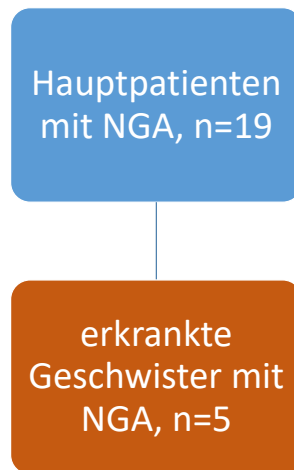 Hauptpatienten
mit NGA, n=19
erkrankte
Geschwister mit
NGA, n=5